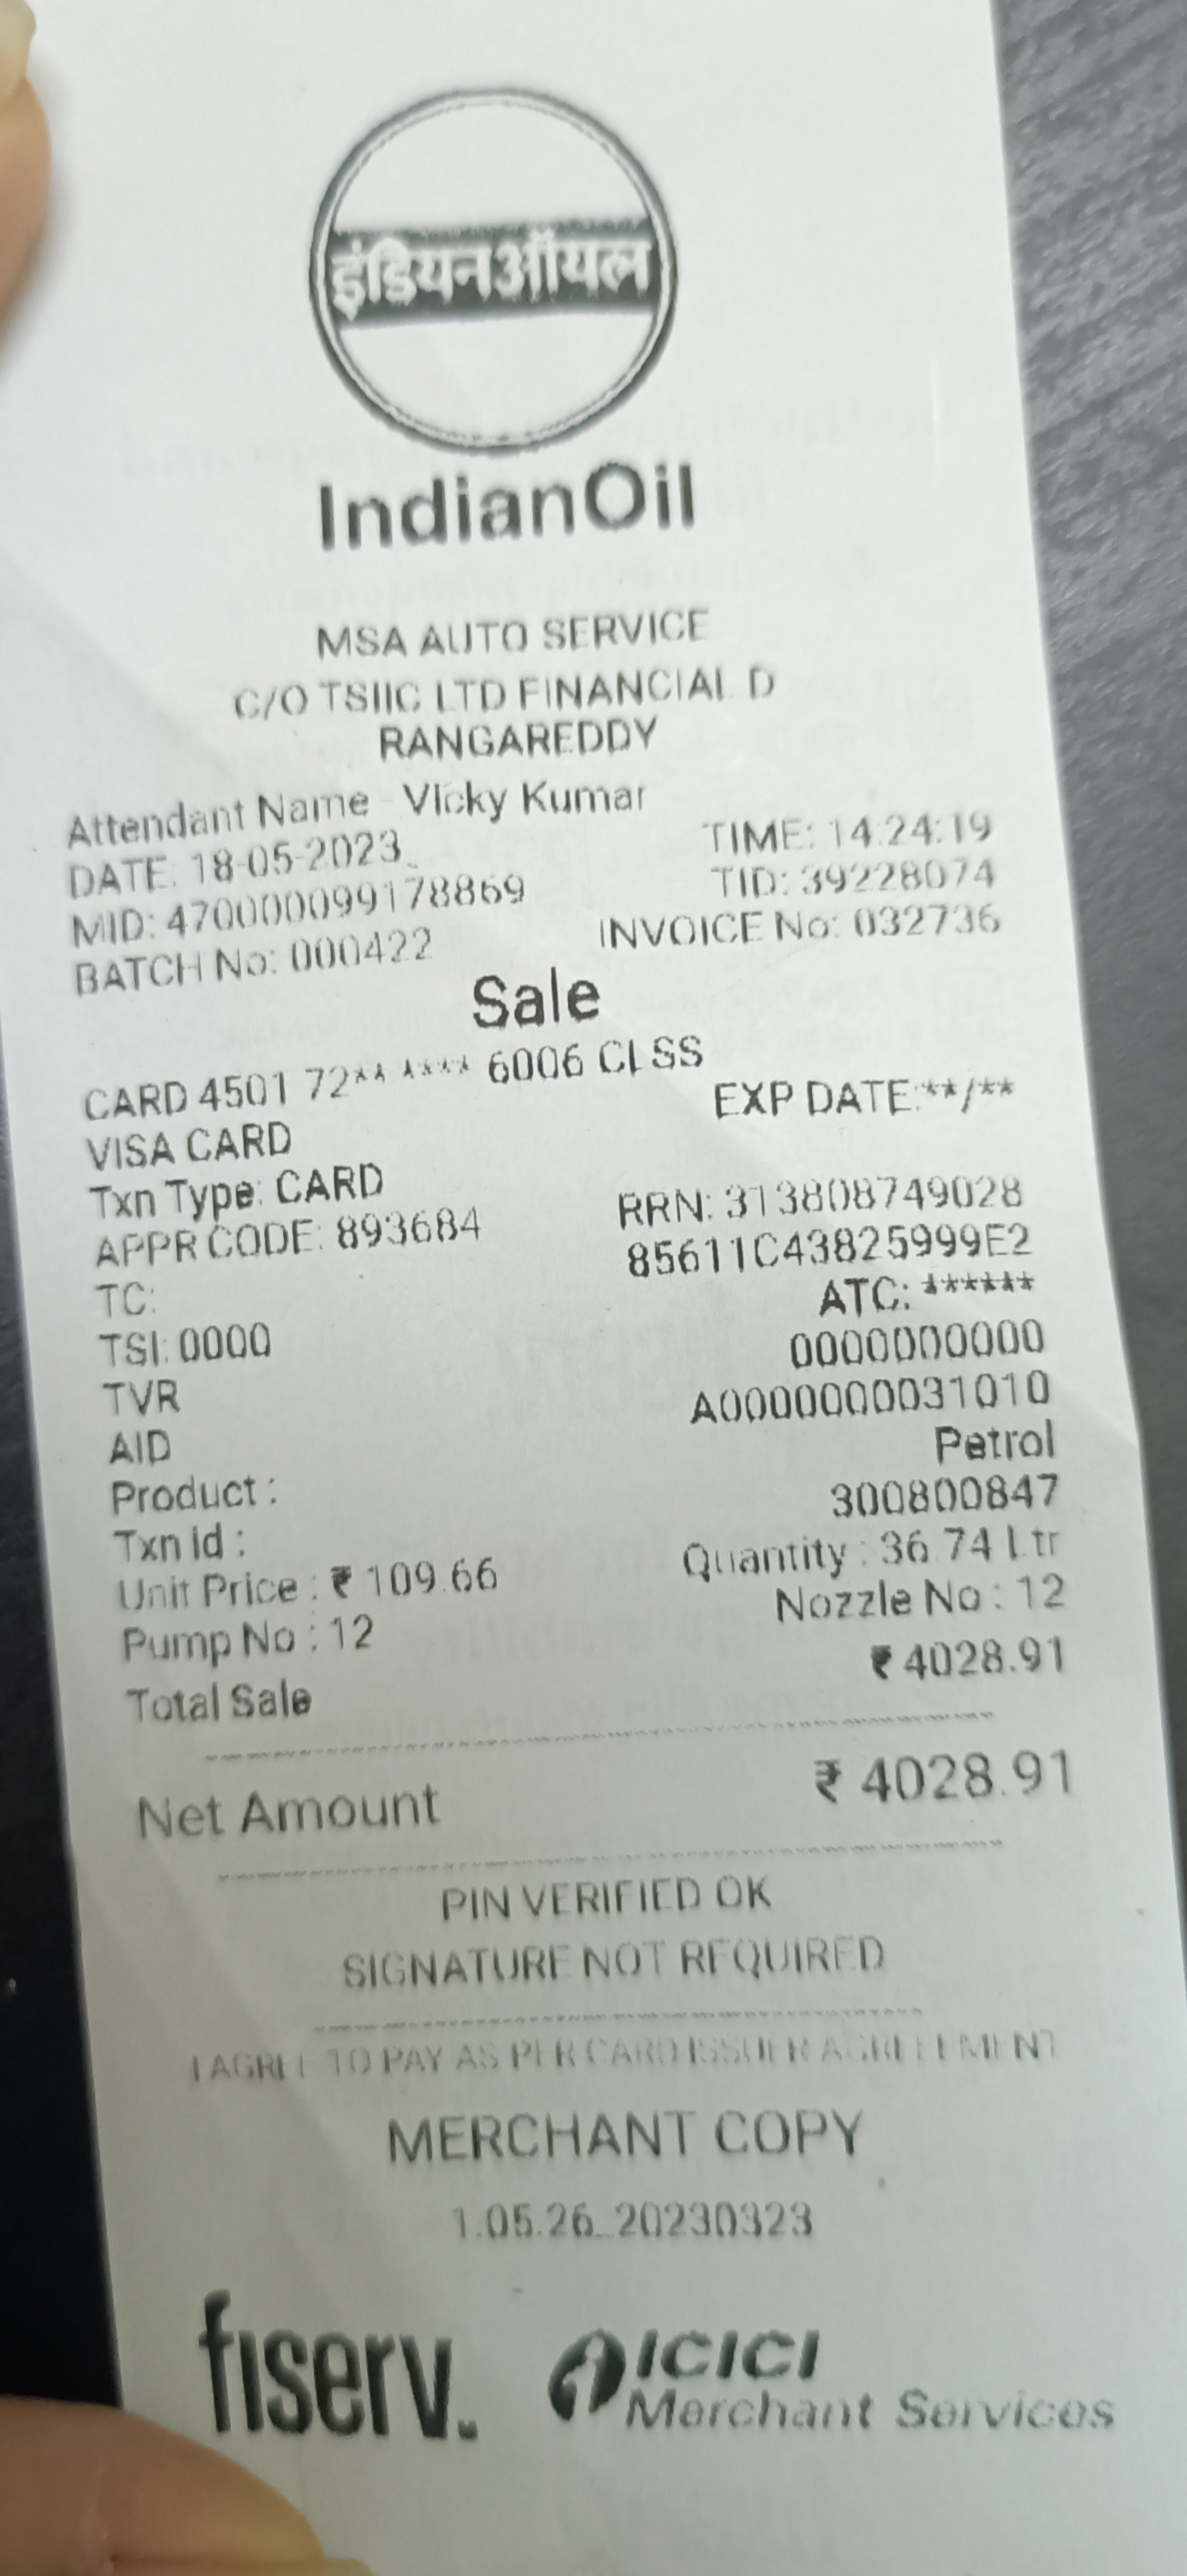 इंडियनऑयल
IndianOil
MSA AUTO SERVICE
C/O TSIIC LTD FINANCIAL D
RANGAREDDY
Attendant Name - Vicky Kumar
DATE: 18-05-2023 TIME: 14:24:19
MID: 470000099178869 TID: 39228074
BATCH No: 000422 INVOICE No: 032736
Sale
CARD 4501 72** **** 6006 CLSS
VISA CARD EXP DATE:**/**
Txn Type: CARD
APPR CODE: 893684 RRN: 313808749028
TC: 85611C43825999E2
TSI: 0000 ATC: ******
TVR 0000000000
AID A0000000031010
Product : Petrol
Txn Id : 300800847
Unit Price : ₹ 109.66 Quantity : 36.74 Ltr
Pump No : 12 Nozzle No : 12
Total Sale ₹ 4028.91
Net Amount ₹ 4028.91
PIN VERIFIED OK
SIGNATURE NOT REQUIRED
I AGREE TO PAY AS PER CARD ISSUER AGREEMENT
MERCHANT COPY
1.05.26_20230323
fiserv. ICICI
Merchant Services